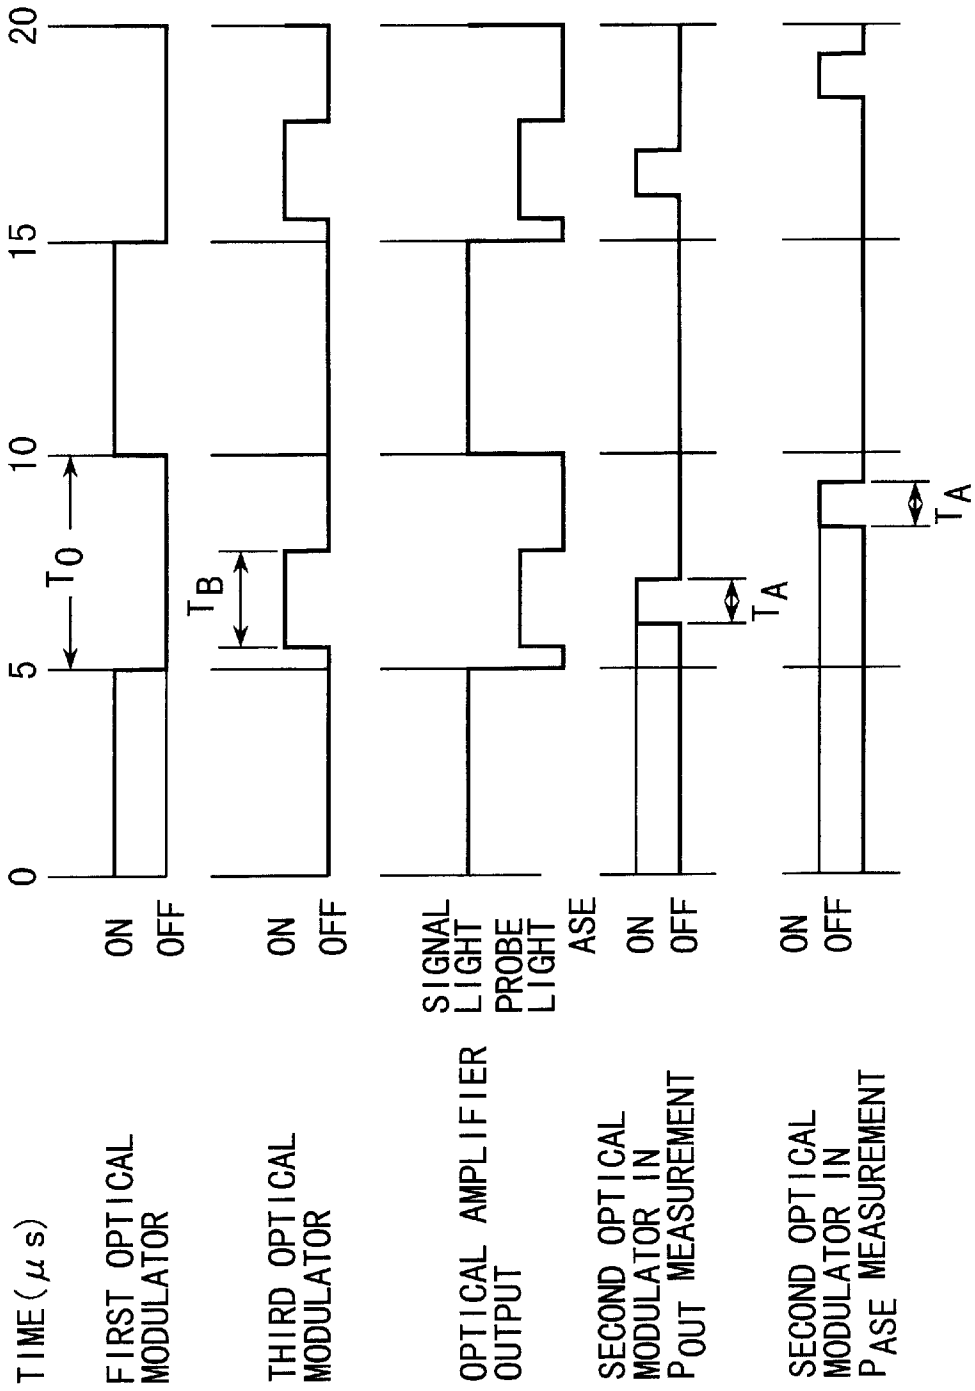 TIME(μs)
0 5 10 15 20
FIRST OPTICAL
MODULATOR
ON
OFF
T0
THIRD OPTICAL
MODULATOR
ON
OFF
TB
OPTICAL AMPLIFIER
OUTPUT
SIGNAL
LIGHT
PROBE
LIGHT
ASE
SECOND OPTICAL
MODULATOR IN
POUT MEASUREMENT
ON
OFF
TA
SECOND OPTICAL
MODULATOR IN
PASE MEASUREMENT
ON
OFF
TA